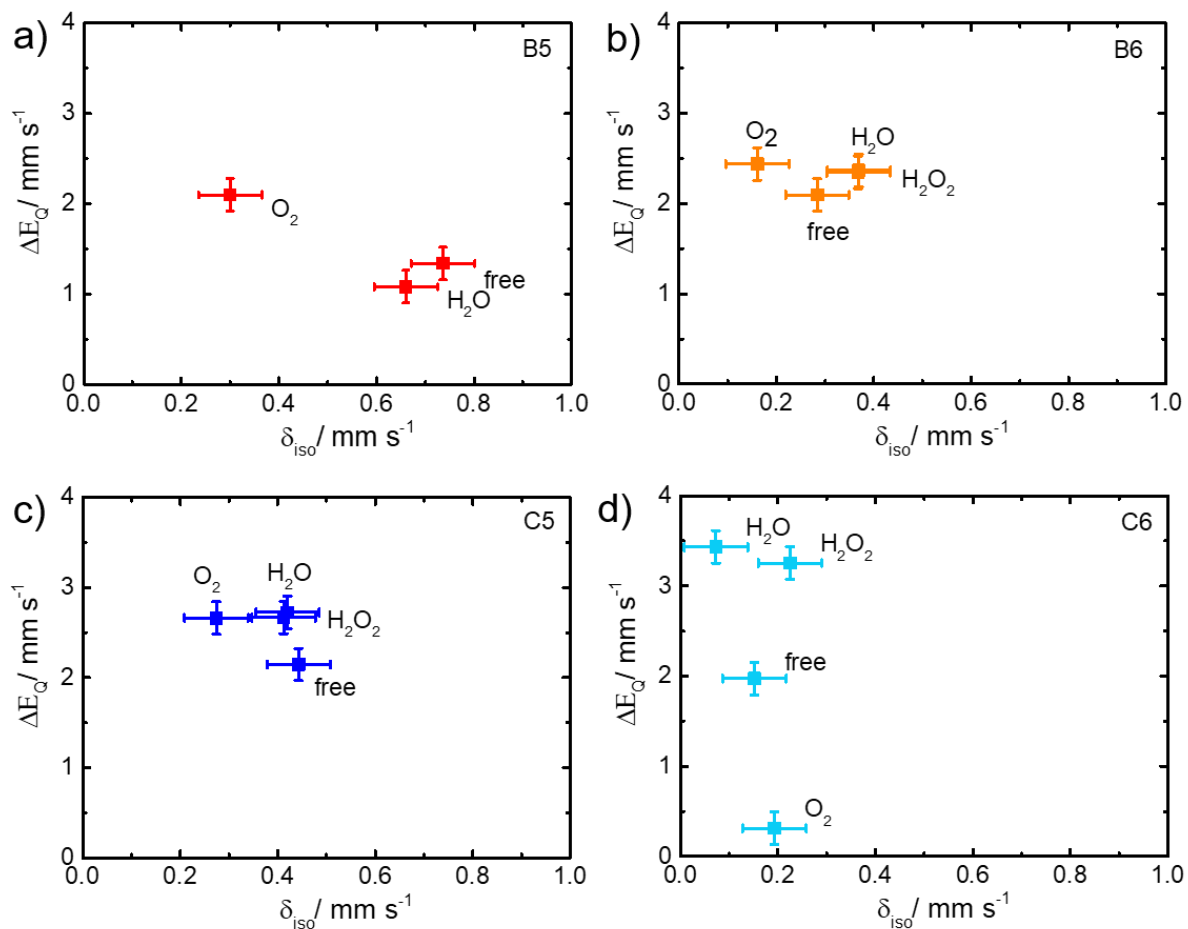 a)
B5
4
3
2
1
0
ΔE_Q/ mm s⁻¹
O₂
free
H₂O
0.0 0.2 0.4 0.6 0.8 1.0
δ_iso/ mm s⁻¹
b)
B6
4
3
2
1
0
ΔE_Q/ mm s⁻¹
O2
H₂O
H₂O₂
free
0.0 0.2 0.4 0.6 0.8 1.0
δ_iso/ mm s⁻¹
c)
C5
4
3
2
1
0
ΔE_Q/ mm s⁻¹
O₂
H₂O
H₂O₂
free
0.0 0.2 0.4 0.6 0.8 1.0
δ_iso/ mm s⁻¹
d)
C6
4
3
2
1
0
ΔE_Q/ mm s⁻¹
H₂O
H₂O₂
free
O₂
0.0 0.2 0.4 0.6 0.8 1.0
δ_iso/ mm s⁻¹